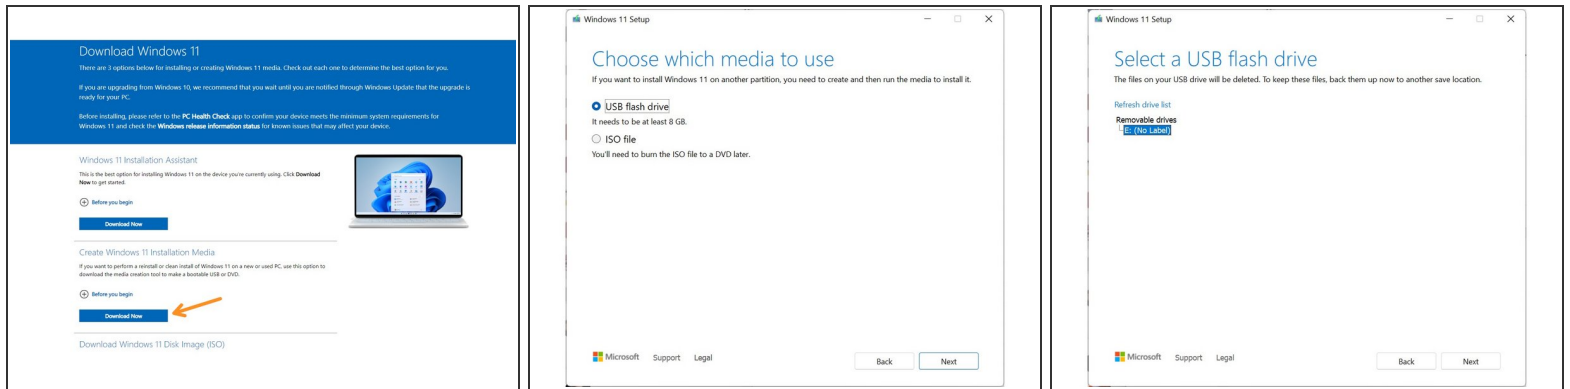 Download Windows 11
There are 3 options below for installing or creating Windows 11 media. Check out each one to determine the best option for you.
If you are upgrading from Windows 10, we recommend that you wait until you are notified through Windows Update that the upgrade is
ready for your PC.
Before installing, please refer to the PC Health Check app to confirm your device meets the minimum system requirements for
Windows 11 and check the Windows release information status for known issues that may affect your device.
Windows 11 Installation Assistant
This is the best option for installing Windows 11 on the device you're currently using. Click Download
Now to get started.
Before you begin
Download Now
Create Windows 11 Installation Media
If you want to perform a reinstall or clean install of Windows 11 on a new or used PC, use this option to
download the media creation tool to make a bootable USB or DVD.
Before you begin
Download Now
Download Windows 11 Disk Image (ISO)
Windows 11 Setup
Choose which media to use
If you want to install Windows 11 on another partition, you need to create and then run the media to install it.
USB flash drive
It needs to be at least 8 GB.
ISO file
You'll need to burn the ISO file to a DVD later.
Microsoft Support Legal
Back Next
Windows 11 Setup
Select a USB flash drive
The files on your USB drive will be deleted. To keep these files, back them up now to another save location.
Refresh drive list
Removable drives
E: (No Label)
Microsoft Support Legal
Back Next